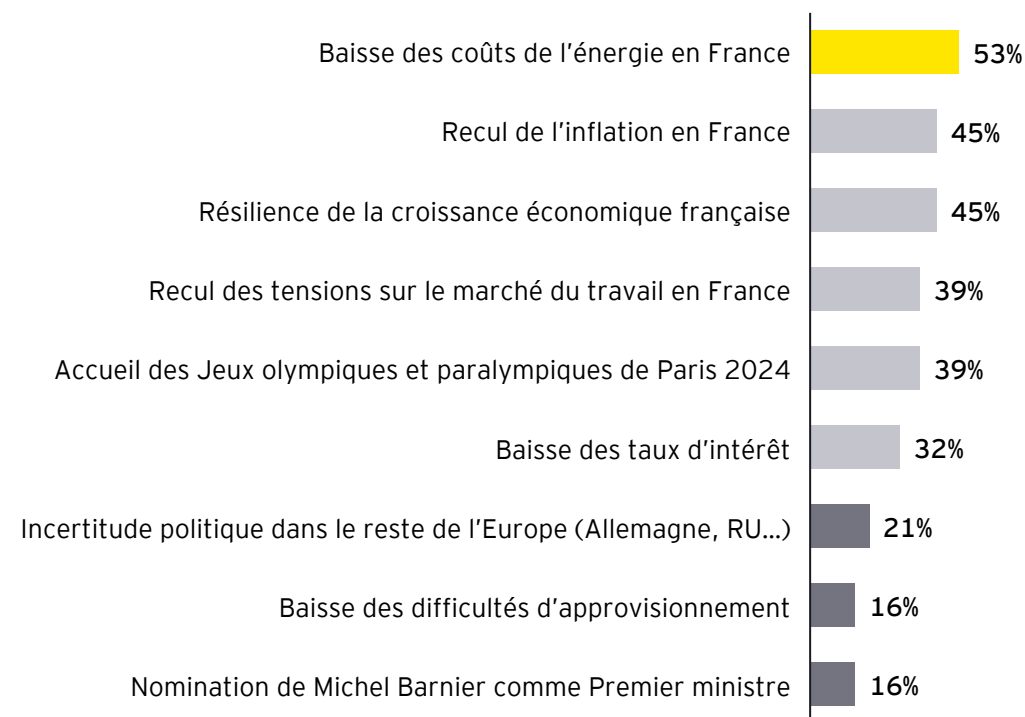 Baisse des coûts de l'énergie en France 53%
Recul de l'inflation en France 45%
Résilience de la croissance économique française 45%
Recul des tensions sur le marché du travail en France 39%
Accueil des Jeux olympiques et paralympiques de Paris 2024 39%
Baisse des taux d'intérêt 32%
Incertitude politique dans le reste de l'Europe (Allemagne, RU...) 21%
Baisse des difficultés d'approvisionnement 16%
Nomination de Michel Barnier comme Premier ministre 16%